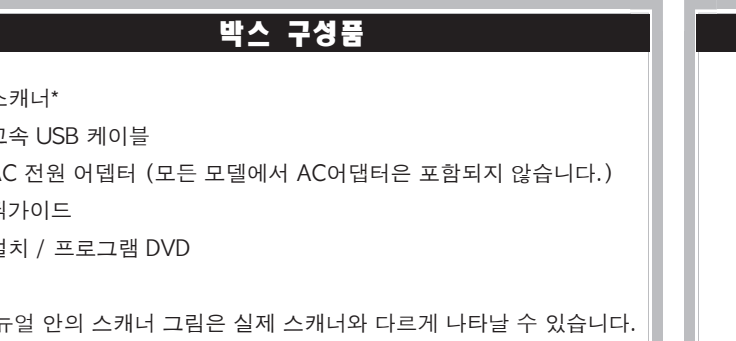 박스 구성품
스캐너*
고속 USB 케이블
AC 전원 어뎁터 (모든 모델에서 AC어댑터은 포함되지 않습니다.)
퀵가이드
설치 / 프로그램 DVD
뉴얼 안의 스캐너 그림은 실제 스캐너와 다르게 나타날 수 있습니다.